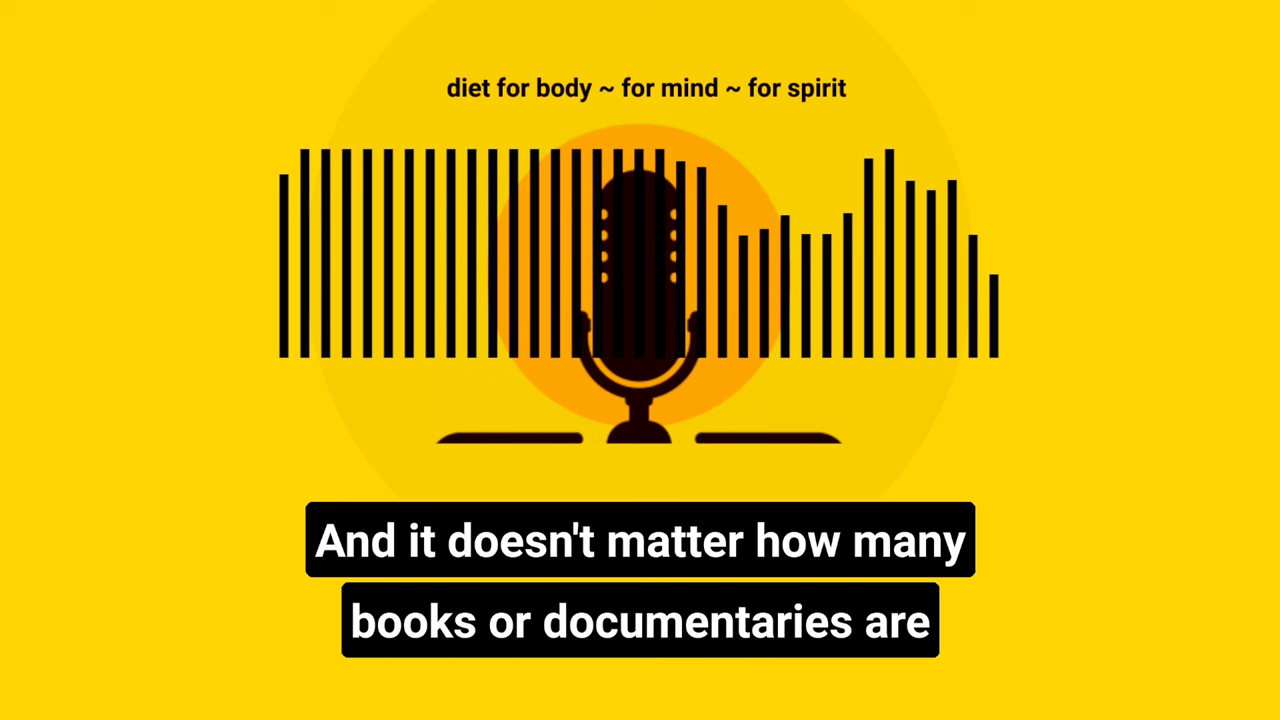 diet for body ~ for mind ~ for spirit
And it doesn't matter how many
books or documentaries are